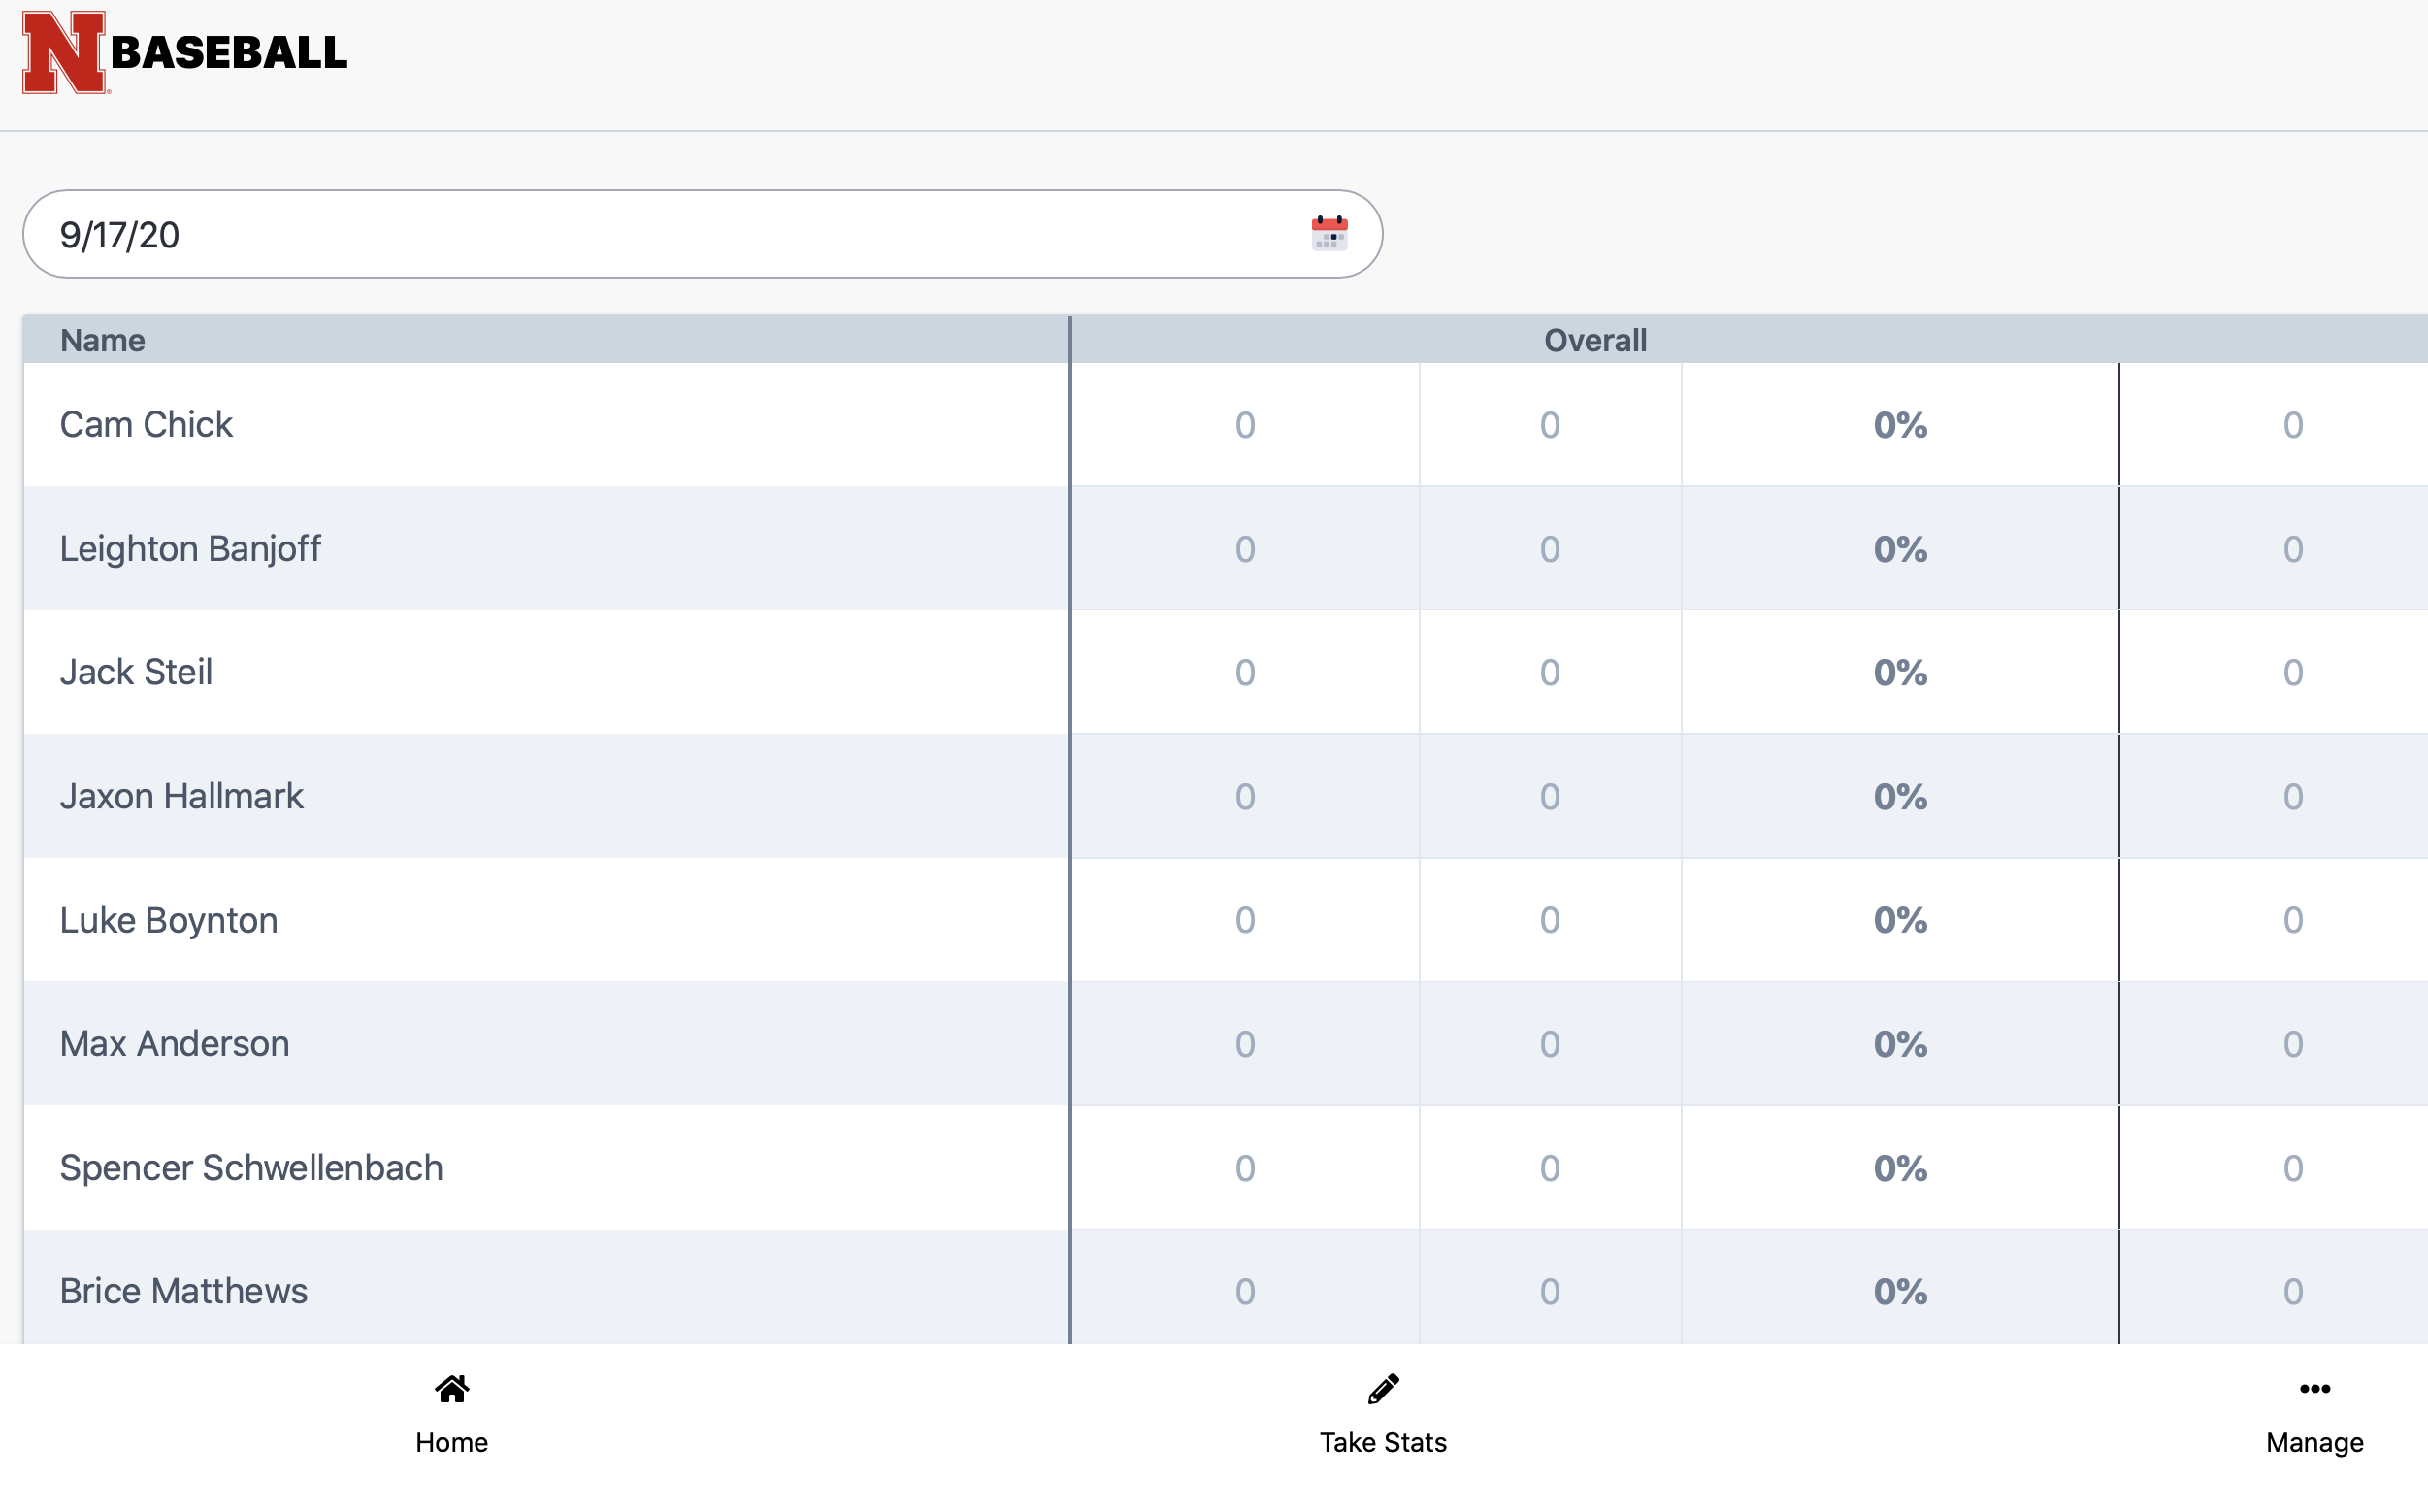 N BASEBALL
9/17/20
Name Overall
Cam Chick 0 0 0% 0
Leighton Banjoff 0 0 0% 0
Jack Steil 0 0 0% 0
Jaxon Hallmark 0 0 0% 0
Luke Boynton 0 0 0% 0
Max Anderson 0 0 0% 0
Spencer Schwellenbach 0 0 0% 0
Brice Matthews 0 0 0% 0
Home Take Stats Manage